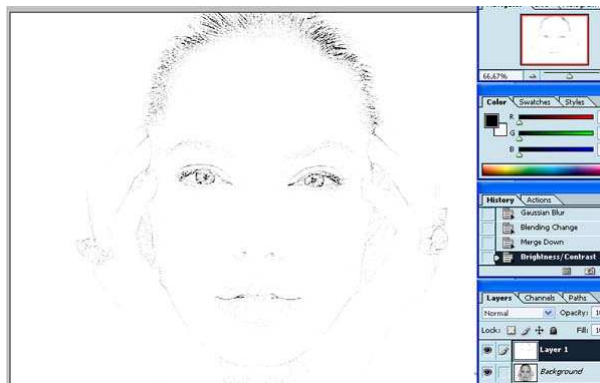 66.67%
Color Swatches Styles
R
G
B
History Actions
Gaussian Blur
Blending Change
Merge Down
Brightness/Contrast
Layers Channels Paths
Normal Opacity:
Lock: Fill:
Layer 1
Background